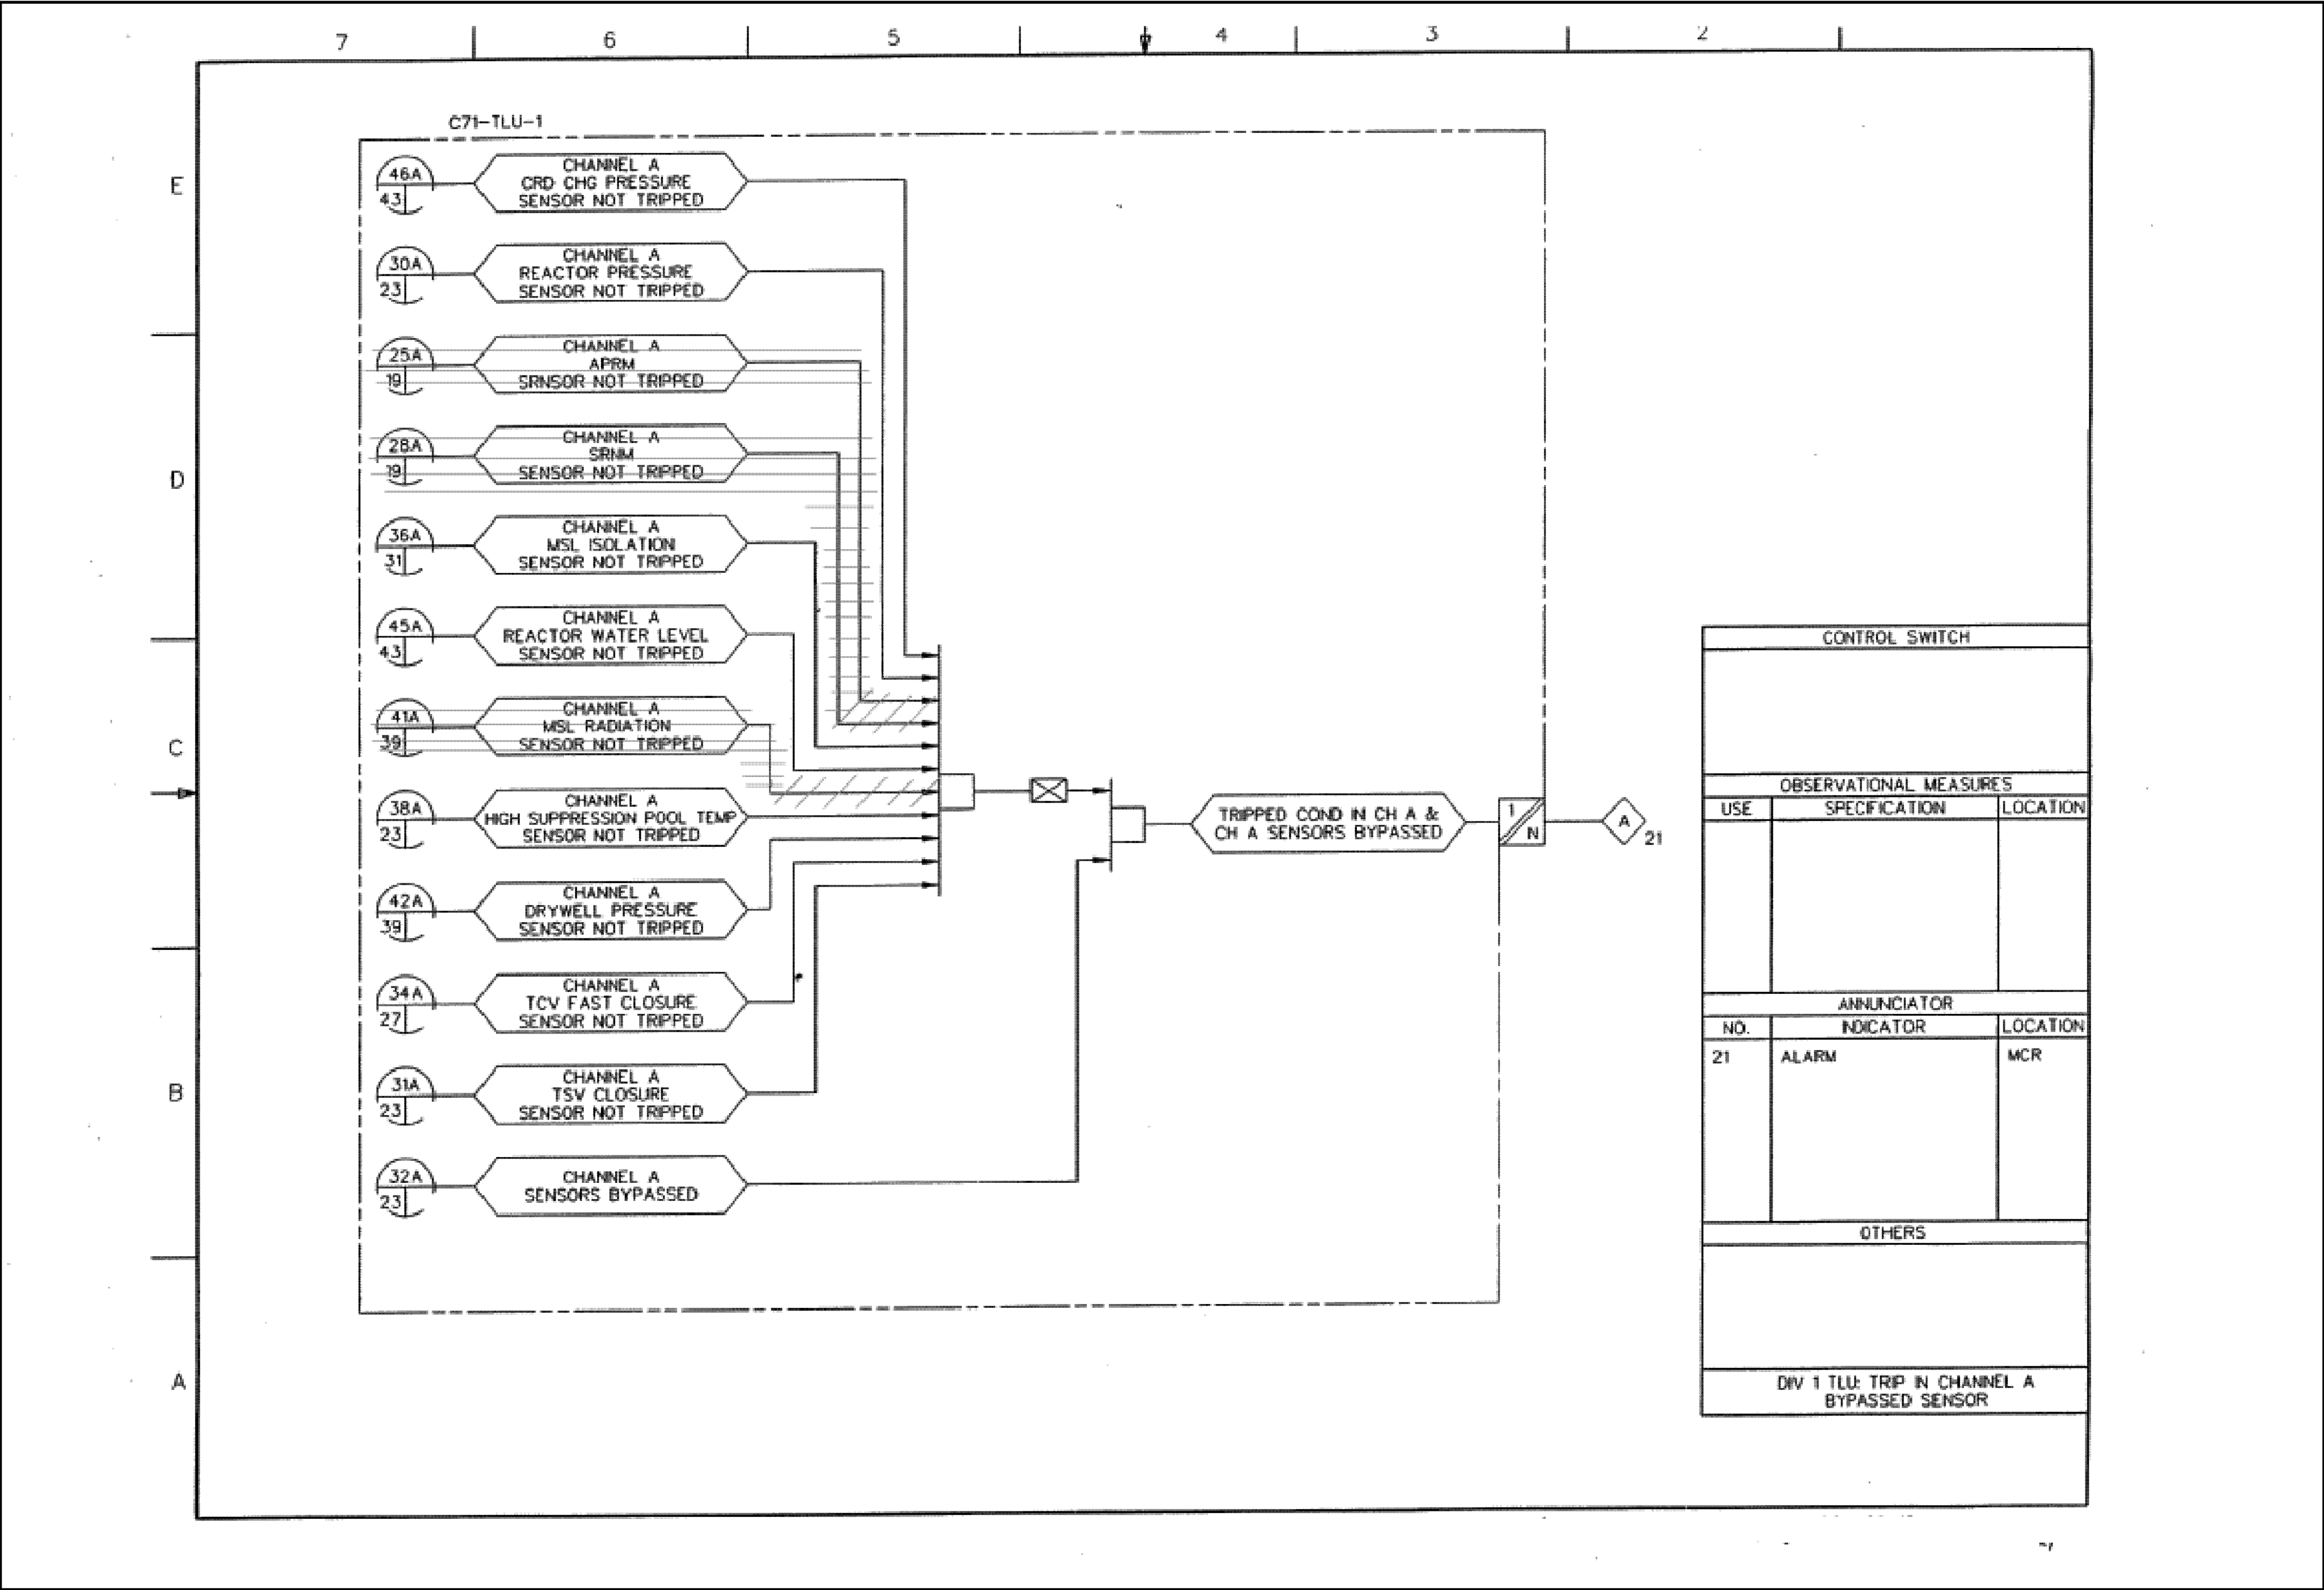 7 6 5 4 3 2
C71-TLU-1
E
D
C
B
A
46A
43
CHANNEL A
CRD CHG PRESSURE
SENSOR NOT TRIPPED
30A
23
CHANNEL A
REACTOR PRESSURE
SENSOR NOT TRIPPED
25A
19
CHANNEL A
APRM
SRNSOR NOT TRIPPED
28A
19
CHANNEL A
SRNM
SENSOR NOT TRIPPED
36A
31
CHANNEL A
MSL ISOLATION
SENSOR NOT TRIPPED
45A
43
CHANNEL A
REACTOR WATER LEVEL
SENSOR NOT TRIPPED
41A
39
CHANNEL A
MSL RADIATION
SENSOR NOT TRIPPED
38A
23
CHANNEL A
HIGH SUPPRESSION POOL TEMP
SENSOR NOT TRIPPED
42A
39
CHANNEL A
DRYWELL PRESSURE
SENSOR NOT TRIPPED
34A
27
CHANNEL A
TCV FAST CLOSURE
SENSOR NOT TRIPPED
31A
23
CHANNEL A
TSV CLOSURE
SENSOR NOT TRIPPED
32A
23
CHANNEL A
SENSORS BYPASSED
TRIPPED COND IN CH A &
CH A SENSORS BYPASSED
1
N
A
21
CONTROL SWITCH
OBSERVATIONAL MEASURES
USE SPECIFICATION LOCATION
ANNUNCIATOR
NO. INDICATOR LOCATION
21 ALARM MCR
OTHERS
DIV 1 TLU: TRIP IN CHANNEL A
BYPASSED SENSOR